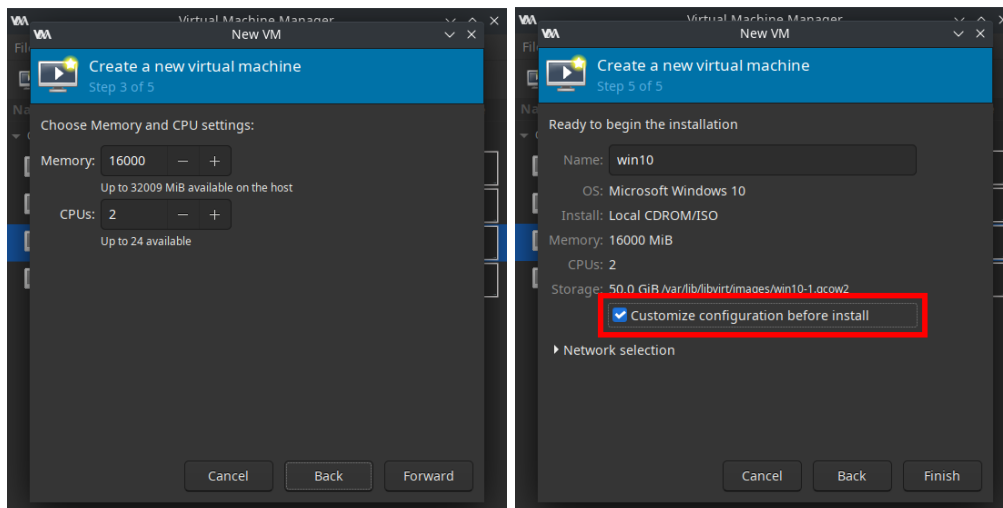 Virtual Machine Manager
New VM
Create a new virtual machine
Step 3 of 5
Choose Memory and CPU settings:
Memory: 16000 − +
Up to 32009 MiB available on the host
CPUs: 2 − +
Up to 24 available
Cancel Back Forward
Virtual Machine Manager
New VM
Create a new virtual machine
Step 5 of 5
Ready to begin the installation
Name: win10
OS: Microsoft Windows 10
Install: Local CDROM/ISO
Memory: 16000 MiB
CPUs: 2
Storage: 50.0 GiB /var/lib/libvirt/images/win10-1.qcow2
Customize configuration before install
Network selection
Cancel Back Finish